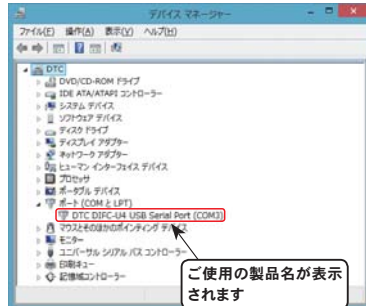 デバイス マネージャー
ファイル(F) 操作(A) 表示(V) ヘルプ(H)
DTC
DVD/CD-ROM ドライブ
IDE ATA/ATAPI コントローラー
システム デバイス
ソフトウェア デバイス
ディスク ドライブ
ディスプレイ アダプター
ネットワーク アダプター
ヒューマン インターフェイス デバイス
プロセッサ
ポータブル デバイス
ポート (COM と LPT)
DTC DIFC-U4 USB Serial Port (COM3)
マウスとそのほかのポインティング デバイス
モニター
ユニバーサル シリアル バス コントローラー
印刷キュー
記憶域コントローラー
ご使用の製品名が表示
されます